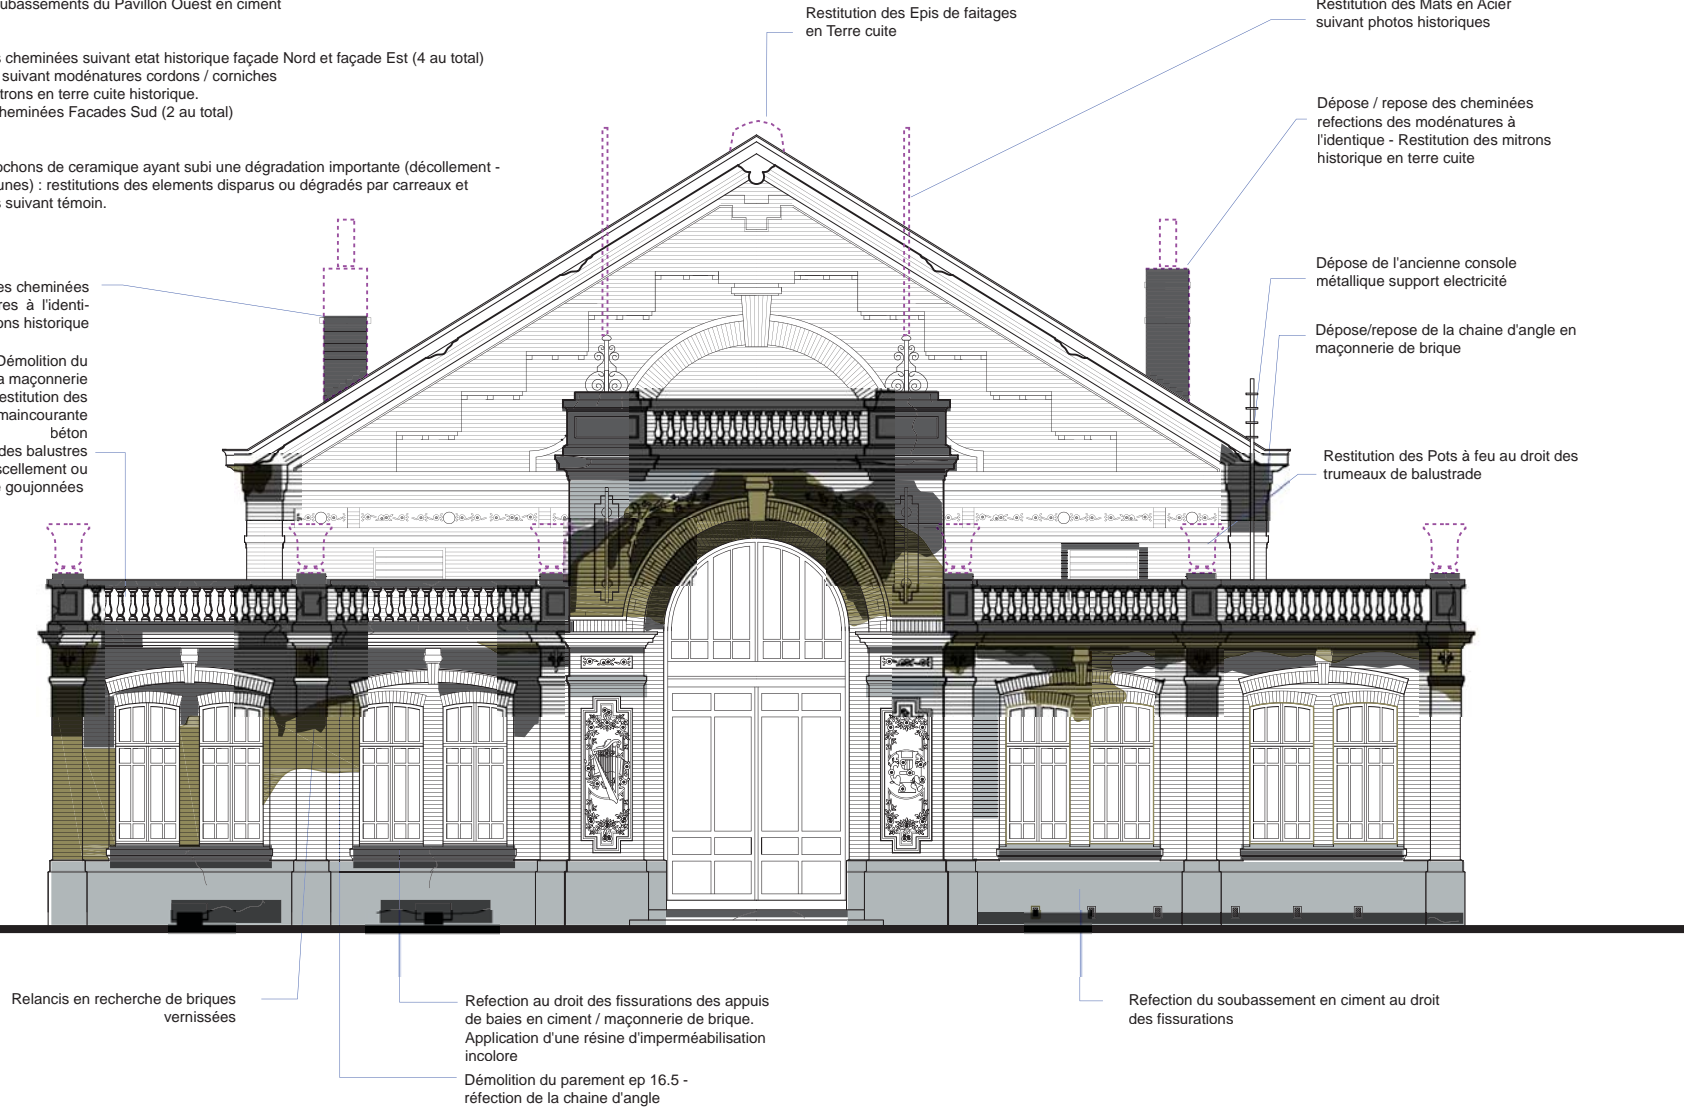 ubassements du Pavillon Ouest en ciment
cheminées suivant etat historique façade Nord et façade Est (4 au total)
suivant modénatures cordons / corniches
trons en terre cuite historique.
heminées Facades Sud (2 au total)
ochons de ceramique ayant subi une dégradation importante (décollement -
unes) : restitutions des elements disparus ou dégradés par carreaux et
s suivant témoin.
es cheminées
res à l'identi-
ons historique
Démolition du
a maçonnerie
estitution des
maincourante
béton
des balustres
scellement ou
goujonnées
Restitution des Epis de faitages
en Terre cuite
Restitution des Mats en Acier
suivant photos historiques
Dépose / repose des cheminées
refections des modénatures à
l'identique - Restitution des mitrons
historique en terre cuite
Dépose de l'ancienne console
métallique support electricité
Dépose/repose de la chaine d'angle en
maçonnerie de brique
Restitution des Pots à feu au droit des
trumeaux de balustrade
Relancis en recherche de briques
vernissées
Refection au droit des fissurations des appuis
de baies en ciment / maçonnerie de brique.
Application d'une résine d'imperméabilisation
incolore
Démolition du parement ep 16.5 -
réfection de la chaine d'angle
Refection du soubassement en ciment au droit
des fissurations